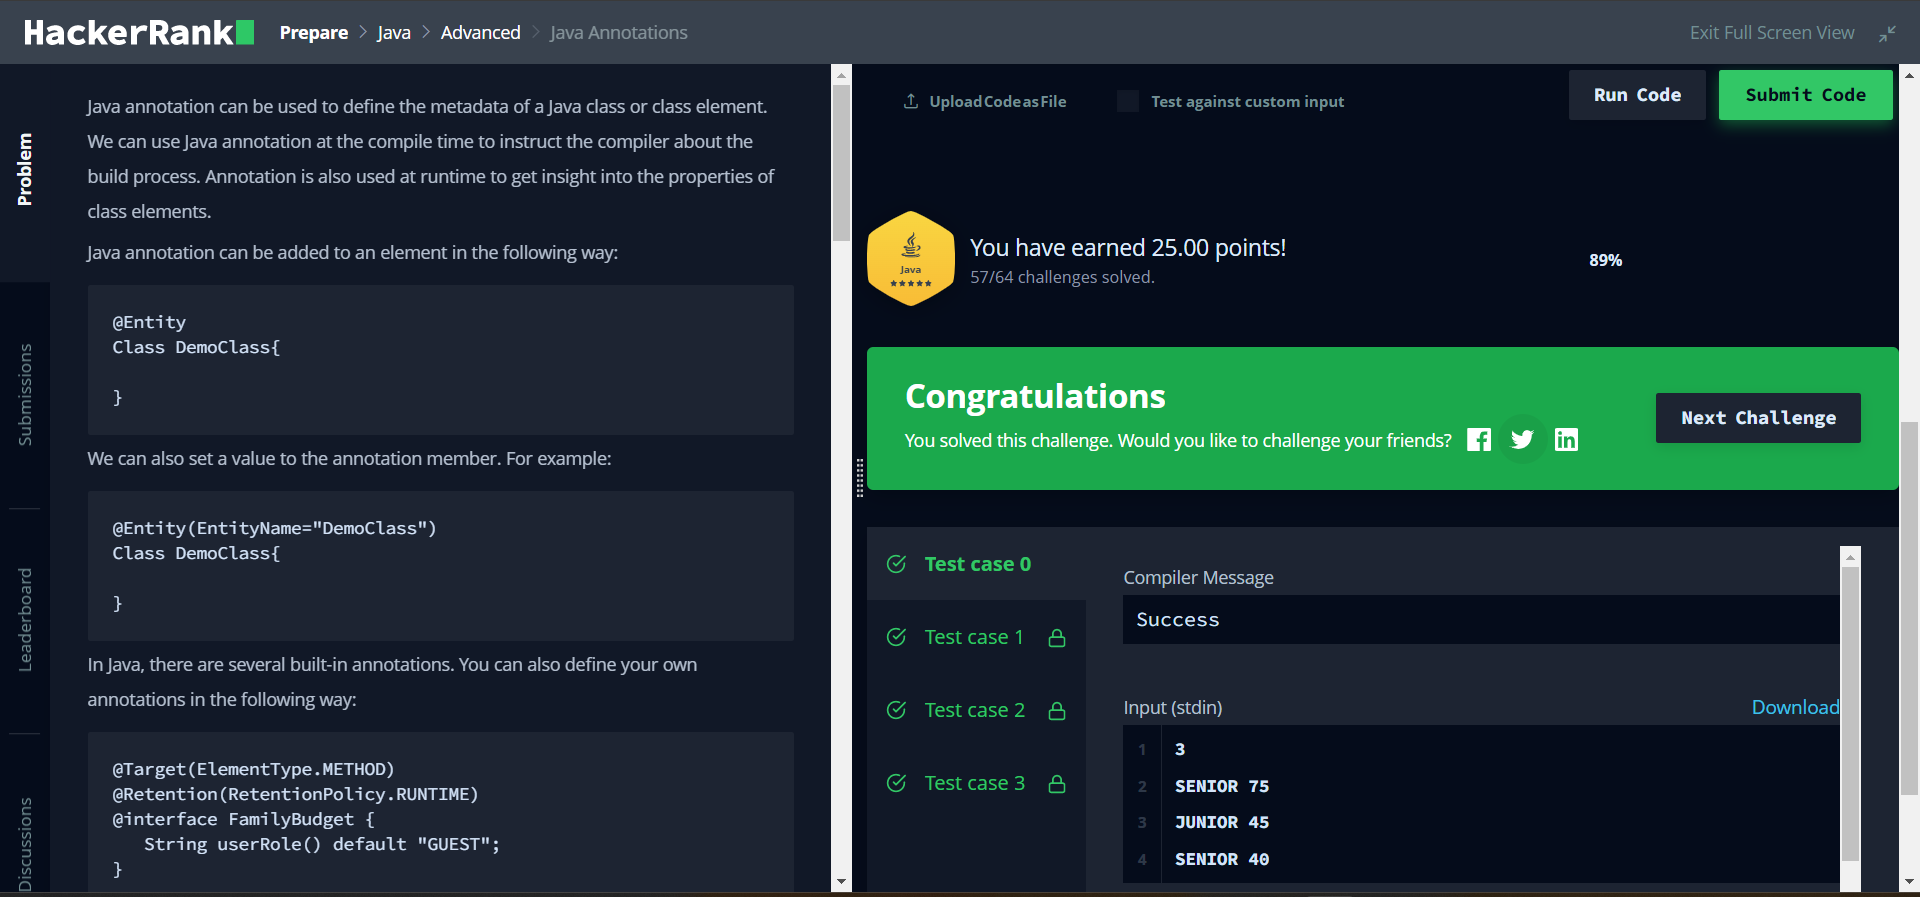 HackerRank
Prepare > Java > Advanced > Java Annotations
Exit Full Screen View
Problem
Submissions
Leaderboard
Discussions
Java annotation can be used to define the metadata of a Java class or class element.
We can use Java annotation at the compile time to instruct the compiler about the
build process. Annotation is also used at runtime to get insight into the properties of
class elements.
Java annotation can be added to an element in the following way:
@Entity
Class DemoClass{
}
We can also set a value to the annotation member. For example:
@Entity(EntityName="DemoClass")
Class DemoClass{
}
In Java, there are several built-in annotations. You can also define your own
annotations in the following way:
@Target(ElementType.METHOD)
@Retention(RetentionPolicy.RUNTIME)
@interface FamilyBudget {
String userRole() default "GUEST";
}
Upload Code as File
Test against custom input
Run Code
Submit Code
Java
You have earned 25.00 points!
57/64 challenges solved.
89%
Congratulations
You solved this challenge. Would you like to challenge your friends?
Next Challenge
Test case 0
Test case 1
Test case 2
Test case 3
Compiler Message
Success
Input (stdin)
Download
1 3
2 SENIOR 75
3 JUNIOR 45
4 SENIOR 40